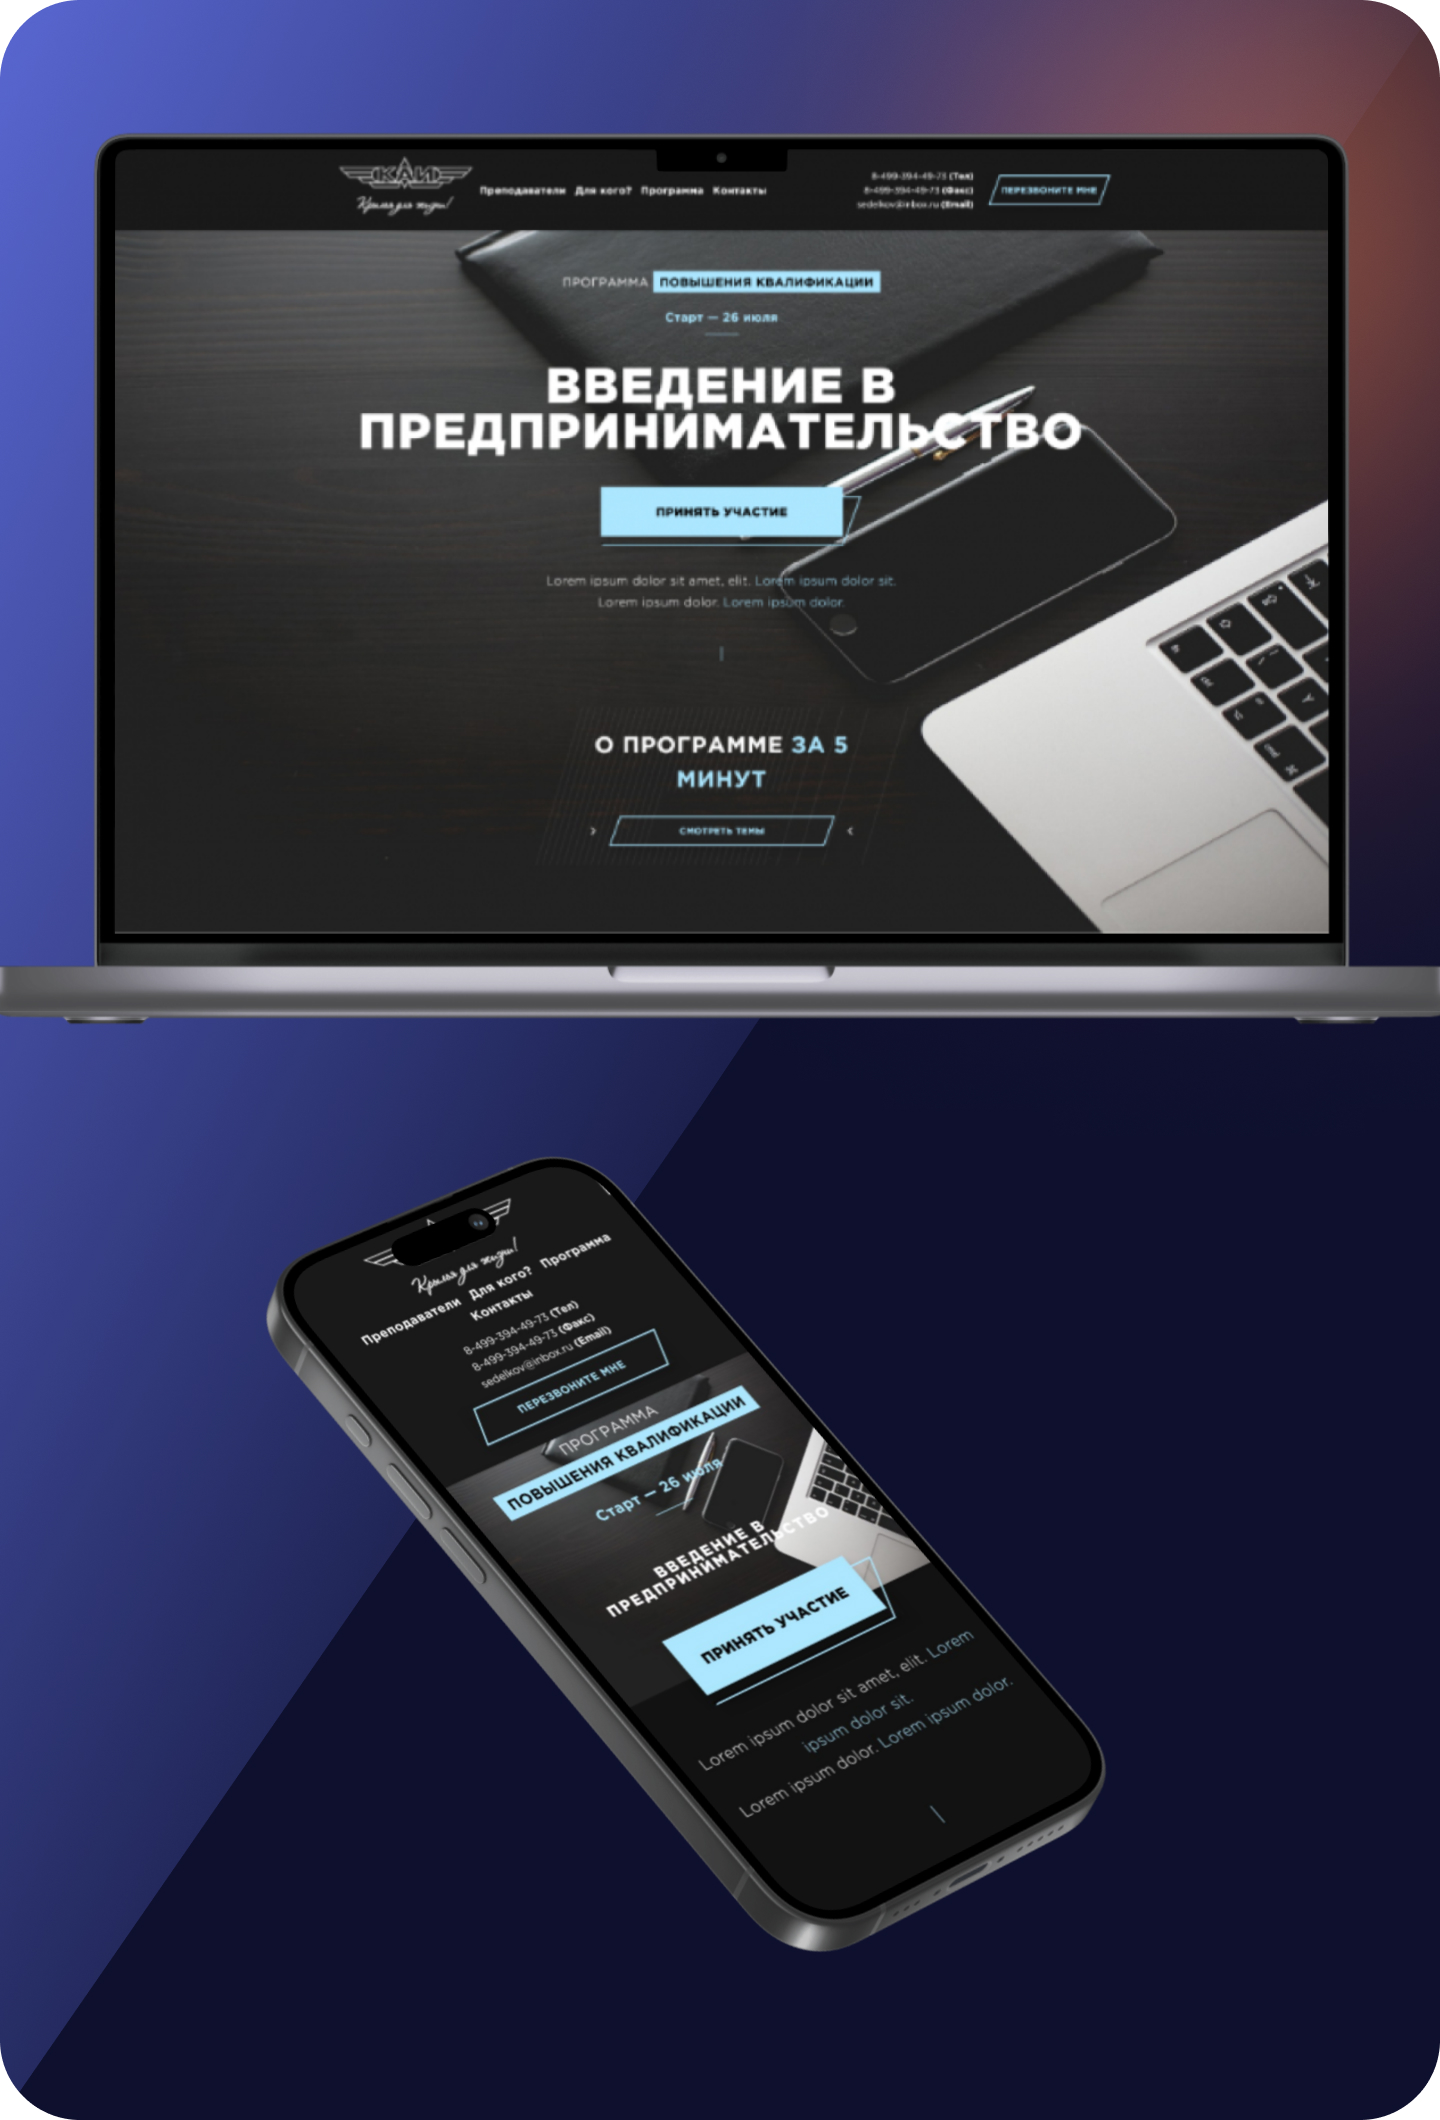 КАИ
Крылья для жизни!
Преподаватели Для кого? Программа Контакты
8-499-394-49-73 (Тел)
8-499-394-49-73 (Факс)
sedelkov@inbox.ru (Email)
ПЕРЕЗВОНИТЕ МНЕ
ПРОГРАММА ПОВЫШЕНИЯ КВАЛИФИКАЦИИ
Старт — 26 июля
ВВЕДЕНИЕ В
ПРЕДПРИНИМАТЕЛЬСТВО
ПРИНЯТЬ УЧАСТИЕ
Lorem ipsum dolor sit amet, elit. Lorem ipsum dolor sit.
Lorem ipsum dolor. Lorem ipsum dolor.
О ПРОГРАММЕ ЗА 5
МИНУТ
СМОТРЕТЬ ТЕМЫ
Крылья для жизни!
Преподаватели Для кого? Программа
Контакты
8-499-394-49-73 (Тел)
8-499-394-49-73 (Факс)
sedelkov@inbox.ru (Email)
ПЕРЕЗВОНИТЕ МНЕ
ПРОГРАММА
ПОВЫШЕНИЯ КВАЛИФИКАЦИИ
Старт — 26 июля
ВВЕДЕНИЕ В
ПРЕДПРИНИМАТЕЛЬСТВО
ПРИНЯТЬ УЧАСТИЕ
Lorem ipsum dolor sit amet, elit. Lorem
ipsum dolor sit.
Lorem ipsum dolor. Lorem ipsum dolor.